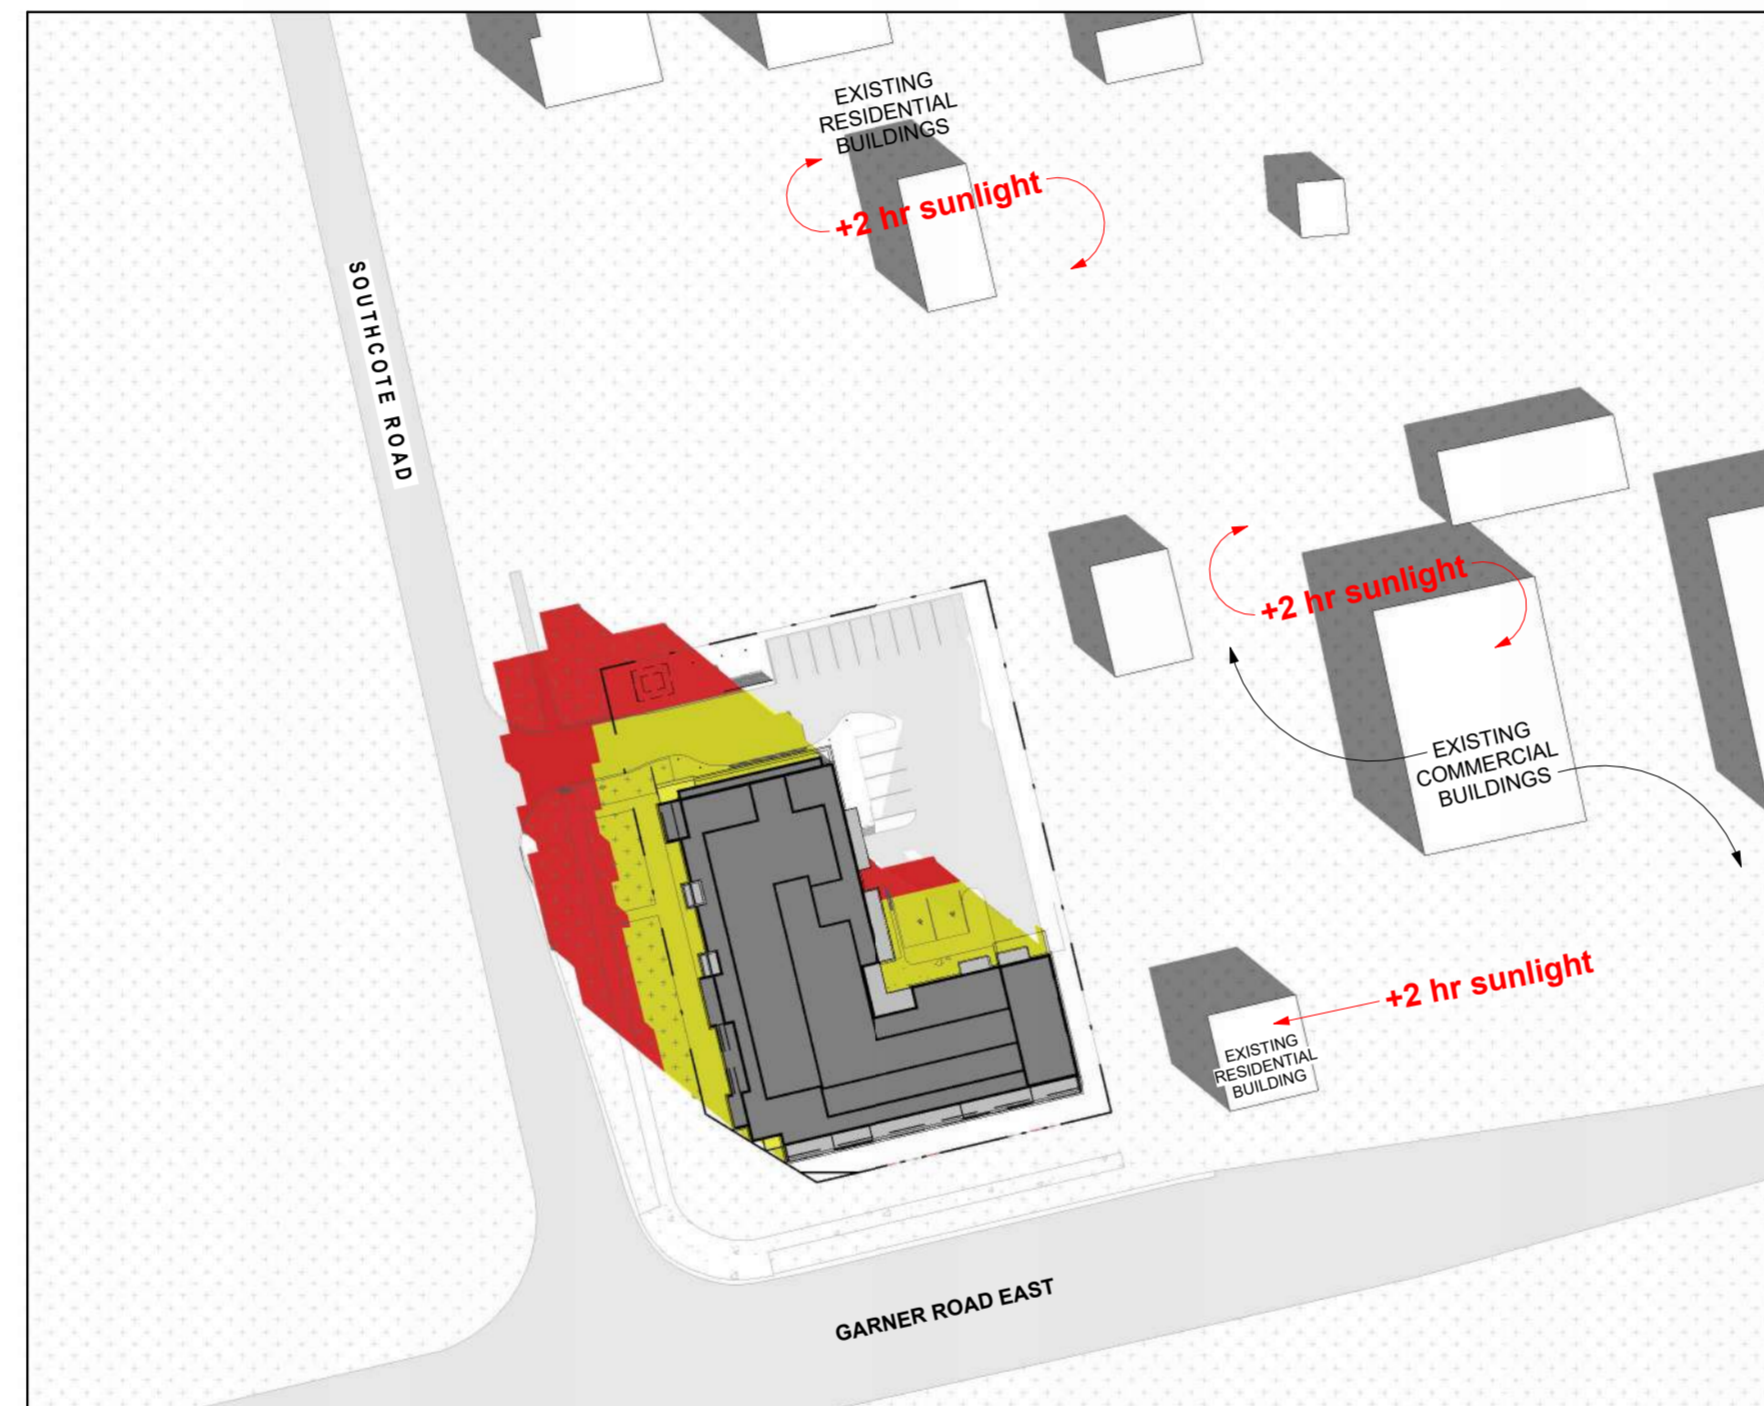 EXISTING
RESIDENTIAL
BUILDINGS
+2 hr sunlight
SOUTHCOTE ROAD
+2 hr sunlight
EXISTING
COMMERCIAL
BUILDINGS
+2 hr sunlight
EXISTING
RESIDENTIAL
BUILDING
GARNER ROAD EAST